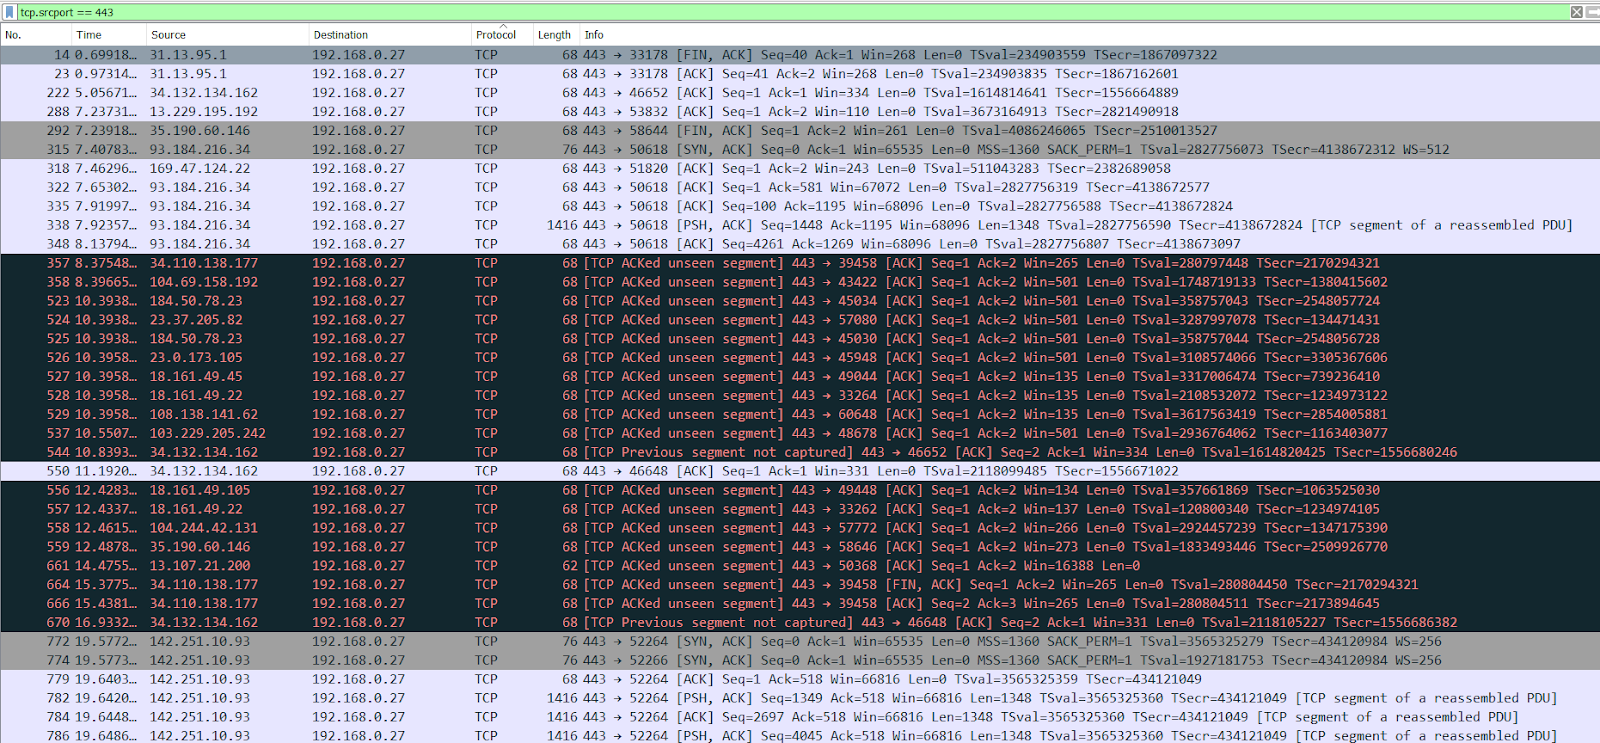 tcp.srcport == 443
No. Time Source Destination Protocol Length Info
14 0.69918… 31.13.95.1 192.168.0.27 TCP 68 443 → 33178 [FIN, ACK] Seq=40 Ack=1 Win=268 Len=0 TSval=234903559 TSecr=1867097322
23 0.97314… 31.13.95.1 192.168.0.27 TCP 68 443 → 33178 [ACK] Seq=41 Ack=2 Win=268 Len=0 TSval=234903835 TSecr=1867162601
222 5.05671… 34.132.134.162 192.168.0.27 TCP 68 443 → 46652 [ACK] Seq=1 Ack=1 Win=334 Len=0 TSval=1614814641 TSecr=1556664889
288 7.23731… 13.229.195.192 192.168.0.27 TCP 68 443 → 53832 [ACK] Seq=1 Ack=2 Win=110 Len=0 TSval=3673164913 TSecr=2821490918
292 7.23918… 35.190.60.146 192.168.0.27 TCP 68 443 → 58644 [FIN, ACK] Seq=1 Ack=2 Win=261 Len=0 TSval=4086246065 TSecr=2510013527
315 7.40783… 93.184.216.34 192.168.0.27 TCP 76 443 → 50618 [SYN, ACK] Seq=0 Ack=1 Win=65535 Len=0 MSS=1360 SACK_PERM=1 TSval=2827756073 TSecr=4138672312 WS=512
318 7.46296… 169.47.124.22 192.168.0.27 TCP 68 443 → 51820 [ACK] Seq=1 Ack=2 Win=243 Len=0 TSval=511043283 TSecr=2382689058
322 7.65302… 93.184.216.34 192.168.0.27 TCP 68 443 → 50618 [ACK] Seq=1 Ack=581 Win=67072 Len=0 TSval=2827756319 TSecr=4138672577
335 7.91997… 93.184.216.34 192.168.0.27 TCP 68 443 → 50618 [ACK] Seq=100 Ack=1195 Win=68096 Len=0 TSval=2827756588 TSecr=4138672824
338 7.92357… 93.184.216.34 192.168.0.27 TCP 1416 443 → 50618 [PSH, ACK] Seq=1448 Ack=1195 Win=68096 Len=1348 TSval=2827756590 TSecr=4138672824 [TCP segment of a reassembled PDU]
348 8.13794… 93.184.216.34 192.168.0.27 TCP 68 443 → 50618 [ACK] Seq=4261 Ack=1269 Win=68096 Len=0 TSval=2827756807 TSecr=4138673097
357 8.37548… 34.110.138.177 192.168.0.27 TCP 68 [TCP ACKed unseen segment] 443 → 39458 [ACK] Seq=1 Ack=2 Win=265 Len=0 TSval=280797448 TSecr=2170294321
358 8.39665… 104.69.158.192 192.168.0.27 TCP 68 [TCP ACKed unseen segment] 443 → 43422 [ACK] Seq=1 Ack=2 Win=501 Len=0 TSval=1748719133 TSecr=1380415602
523 10.3938… 184.50.78.23 192.168.0.27 TCP 68 [TCP ACKed unseen segment] 443 → 45034 [ACK] Seq=1 Ack=2 Win=501 Len=0 TSval=358757043 TSecr=2548057724
524 10.3938… 23.37.205.82 192.168.0.27 TCP 68 [TCP ACKed unseen segment] 443 → 57080 [ACK] Seq=1 Ack=2 Win=501 Len=0 TSval=3287997078 TSecr=134471431
525 10.3938… 184.50.78.23 192.168.0.27 TCP 68 [TCP ACKed unseen segment] 443 → 45030 [ACK] Seq=1 Ack=2 Win=501 Len=0 TSval=358757044 TSecr=2548056728
526 10.3958… 23.0.173.105 192.168.0.27 TCP 68 [TCP ACKed unseen segment] 443 → 45948 [ACK] Seq=1 Ack=2 Win=501 Len=0 TSval=3108574066 TSecr=3305367606
527 10.3958… 18.161.49.45 192.168.0.27 TCP 68 [TCP ACKed unseen segment] 443 → 49044 [ACK] Seq=1 Ack=2 Win=135 Len=0 TSval=3317006474 TSecr=739236410
528 10.3958… 18.161.49.22 192.168.0.27 TCP 68 [TCP ACKed unseen segment] 443 → 33264 [ACK] Seq=1 Ack=2 Win=135 Len=0 TSval=2108532072 TSecr=1234973122
529 10.3958… 108.138.141.62 192.168.0.27 TCP 68 [TCP ACKed unseen segment] 443 → 60648 [ACK] Seq=1 Ack=2 Win=135 Len=0 TSval=3617563419 TSecr=2854005881
537 10.5507… 103.229.205.242 192.168.0.27 TCP 68 [TCP ACKed unseen segment] 443 → 48678 [ACK] Seq=1 Ack=2 Win=501 Len=0 TSval=2936764062 TSecr=1163403077
544 10.8393… 34.132.134.162 192.168.0.27 TCP 68 [TCP Previous segment not captured] 443 → 46652 [ACK] Seq=2 Ack=1 Win=334 Len=0 TSval=1614820425 TSecr=1556680246
550 11.1920… 34.132.134.162 192.168.0.27 TCP 68 443 → 46648 [ACK] Seq=1 Ack=1 Win=331 Len=0 TSval=2118099485 TSecr=1556671022
556 12.4283… 18.161.49.105 192.168.0.27 TCP 68 [TCP ACKed unseen segment] 443 → 49448 [ACK] Seq=1 Ack=2 Win=134 Len=0 TSval=357661869 TSecr=1063525030
557 12.4337… 18.161.49.22 192.168.0.27 TCP 68 [TCP ACKed unseen segment] 443 → 33262 [ACK] Seq=1 Ack=2 Win=137 Len=0 TSval=120800340 TSecr=1234974105
558 12.4615… 104.244.42.131 192.168.0.27 TCP 68 [TCP ACKed unseen segment] 443 → 57772 [ACK] Seq=1 Ack=2 Win=266 Len=0 TSval=2924457239 TSecr=1347175390
559 12.4878… 35.190.60.146 192.168.0.27 TCP 68 [TCP ACKed unseen segment] 443 → 58646 [ACK] Seq=1 Ack=2 Win=273 Len=0 TSval=1833493446 TSecr=2509926770
661 14.4755… 13.107.21.200 192.168.0.27 TCP 62 [TCP ACKed unseen segment] 443 → 50368 [ACK] Seq=1 Ack=2 Win=16388 Len=0
664 15.3775… 34.110.138.177 192.168.0.27 TCP 68 [TCP ACKed unseen segment] 443 → 39458 [FIN, ACK] Seq=1 Ack=2 Win=265 Len=0 TSval=280804450 TSecr=2170294321
666 15.4381… 34.110.138.177 192.168.0.27 TCP 68 [TCP ACKed unseen segment] 443 → 39458 [ACK] Seq=2 Ack=3 Win=265 Len=0 TSval=280804511 TSecr=2173894645
670 16.9332… 34.132.134.162 192.168.0.27 TCP 68 [TCP Previous segment not captured] 443 → 46648 [ACK] Seq=2 Ack=1 Win=331 Len=0 TSval=2118105227 TSecr=1556686382
772 19.5772… 142.251.10.93 192.168.0.27 TCP 76 443 → 52264 [SYN, ACK] Seq=0 Ack=1 Win=65535 Len=0 MSS=1360 SACK_PERM=1 TSval=3565325279 TSecr=434120984 WS=256
774 19.5773… 142.251.10.93 192.168.0.27 TCP 76 443 → 52266 [SYN, ACK] Seq=0 Ack=1 Win=65535 Len=0 MSS=1360 SACK_PERM=1 TSval=1927181753 TSecr=434120984 WS=256
779 19.6403… 142.251.10.93 192.168.0.27 TCP 68 443 → 52264 [ACK] Seq=1 Ack=518 Win=66816 Len=0 TSval=3565325359 TSecr=434121049
782 19.6420… 142.251.10.93 192.168.0.27 TCP 1416 443 → 52264 [PSH, ACK] Seq=1349 Ack=518 Win=66816 Len=1348 TSval=3565325360 TSecr=434121049 [TCP segment of a reassembled PDU]
784 19.6448… 142.251.10.93 192.168.0.27 TCP 1416 443 → 52264 [ACK] Seq=2697 Ack=518 Win=66816 Len=1348 TSval=3565325360 TSecr=434121049 [TCP segment of a reassembled PDU]
786 19.6486… 142.251.10.93 192.168.0.27 TCP 1416 443 → 52264 [PSH, ACK] Seq=4045 Ack=518 Win=66816 Len=1348 TSval=3565325360 TSecr=434121049 [TCP segment of a reassembled PDU]